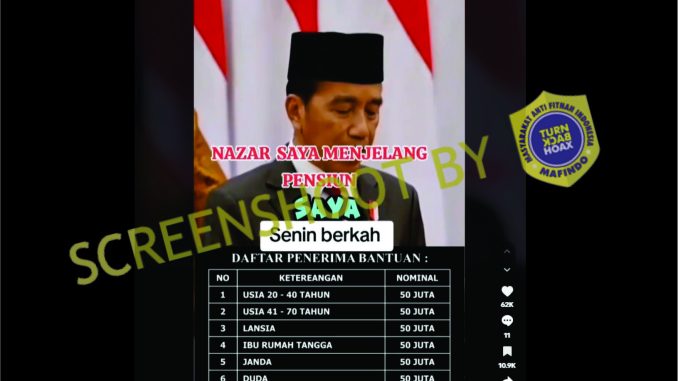 NAZAR SAYA MENJELANG
PENSIUN
SAYA
Senin berkah
SCREENSHOOT BY
MASYARAKAT ANTI FITNAH INDONESIA
TURN
BACK
HOAX
MAFINDO
DAFTAR PENERIMA BANTUAN :
NO KETEREANGAN NOMINAL
1 USIA 20 - 40 TAHUN 50 JUTA
2 USIA 41 - 70 TAHUN 50 JUTA
3 LANSIA 50 JUTA
4 IBU RUMAH TANGGA 50 JUTA
5 JANDA 50 JUTA
6 DUDA 50 JUTA
62K
11
10.9K